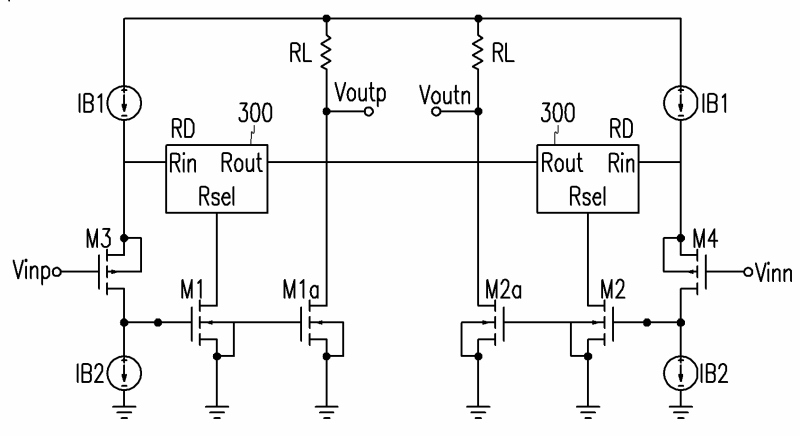 RL
RL
Voutp
Voutn
IB1
300
300
IB1
RD
RD
Rin
Rout
Rout
Rin
Rsel
Rsel
M3
M4
Vinp
Vinn
M1
M1a
M2a
M2
IB2
IB2